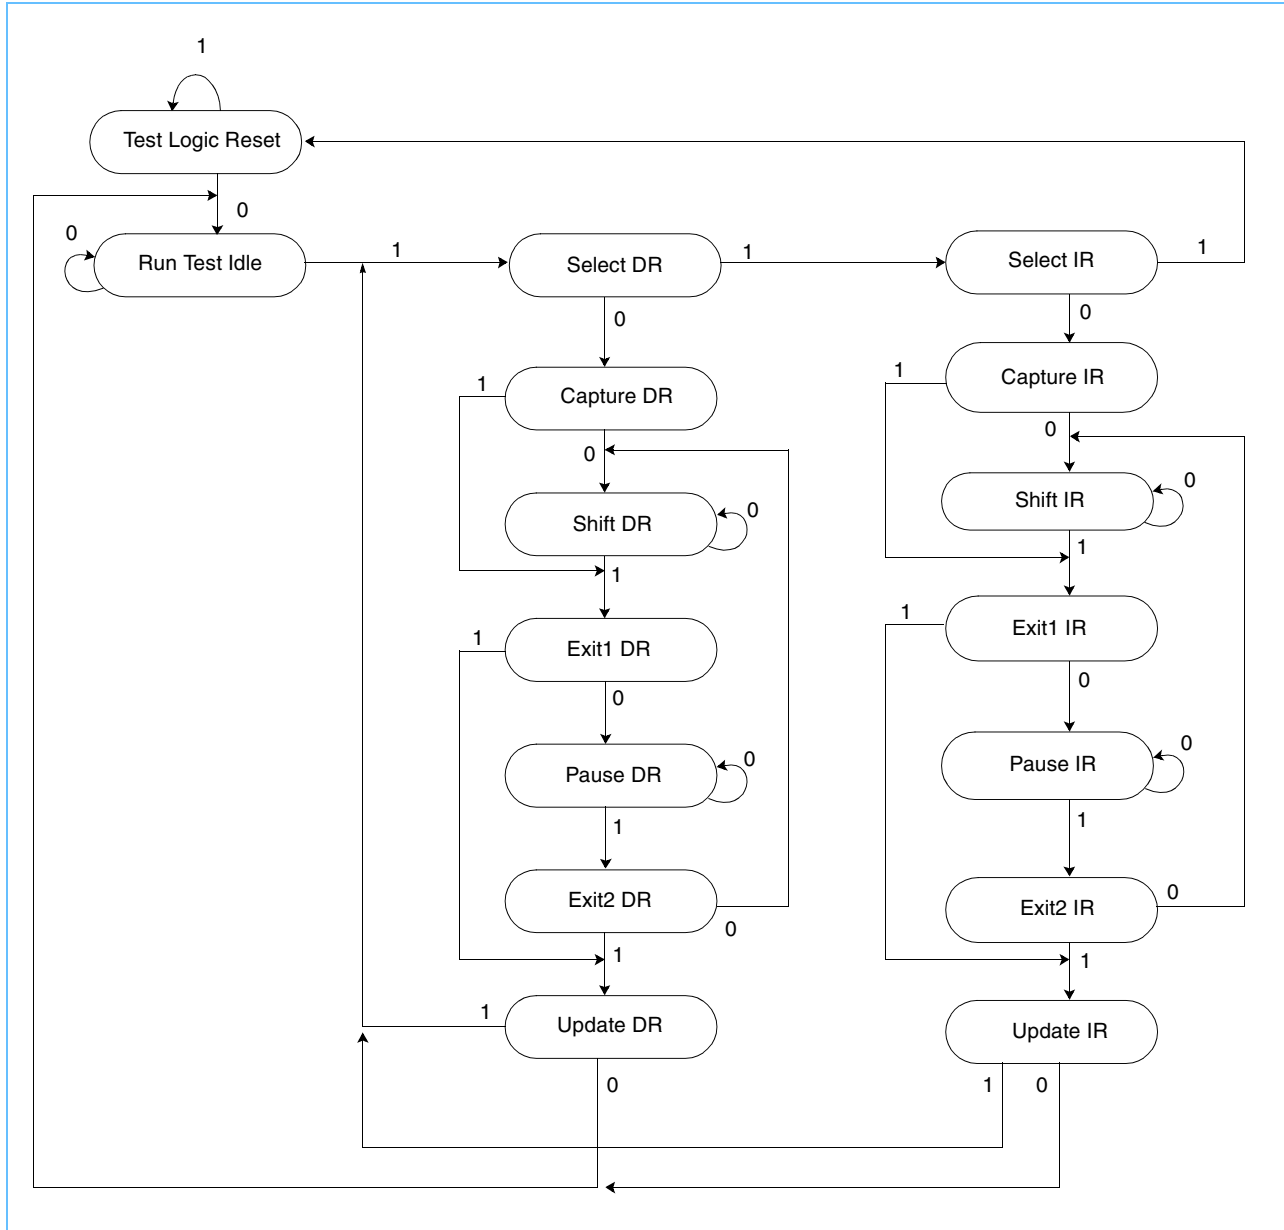 1
Test Logic Reset
0
0
Run Test Idle
1
Select DR
1
Select IR
1
0
0
1
Capture DR
1
Capture IR
0
0
Shift DR
0
Shift IR
0
1
1
1
Exit1 DR
1
Exit1 IR
0
0
Pause DR
0
Pause IR
0
1
1
Exit2 DR
0
Exit2 IR
0
1
1
1
Update DR
Update IR
0
1
0